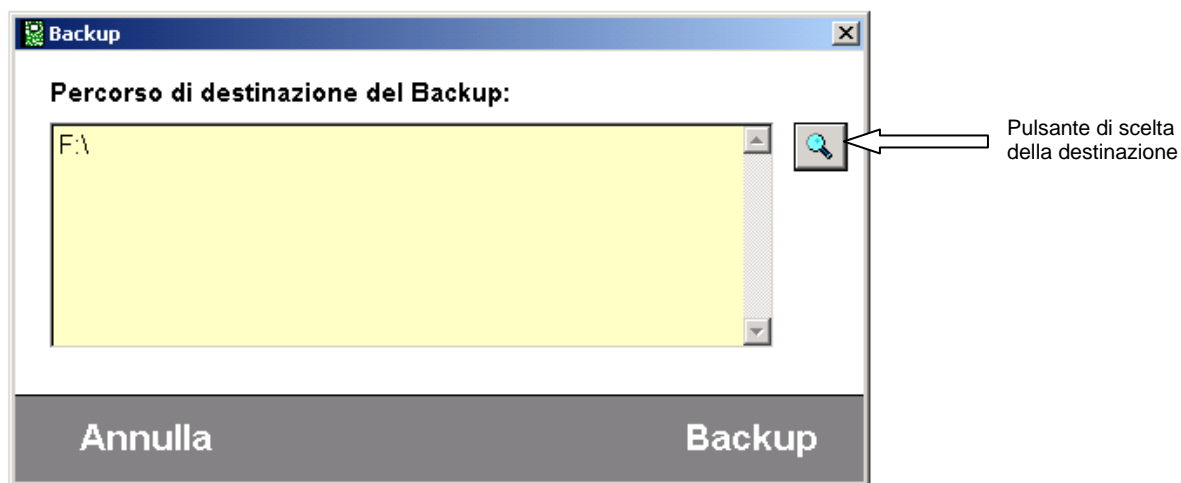 Backup
Percorso di destinazione del Backup:
F:\
Pulsante di scelta
della destinazione
Annulla
Backup